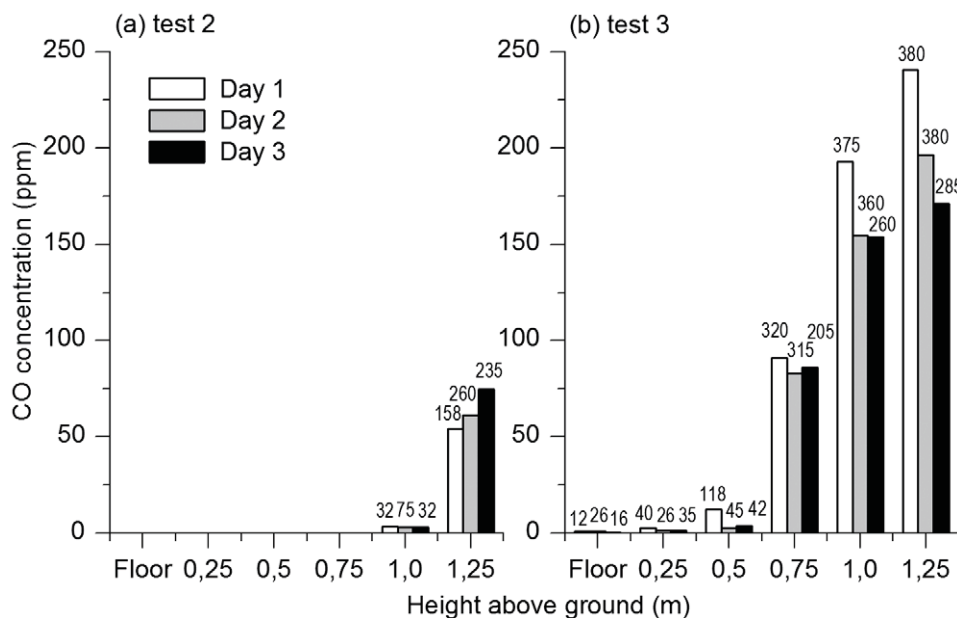 (a) test 2
(b) test 3
CO concentration (ppm)
250
200
150
100
50
0
Day 1
Day 2
Day 3
32 75 32
158 260 235
Floor 0,25 0,5 0,75 1,0 1,25
250
200
150
100
50
0
12 26 16
40 26 35
118 45 42
320 315 205
375 360 260
380 380 285
Floor 0,25 0,5 0,75 1,0 1,25
Height above ground (m)